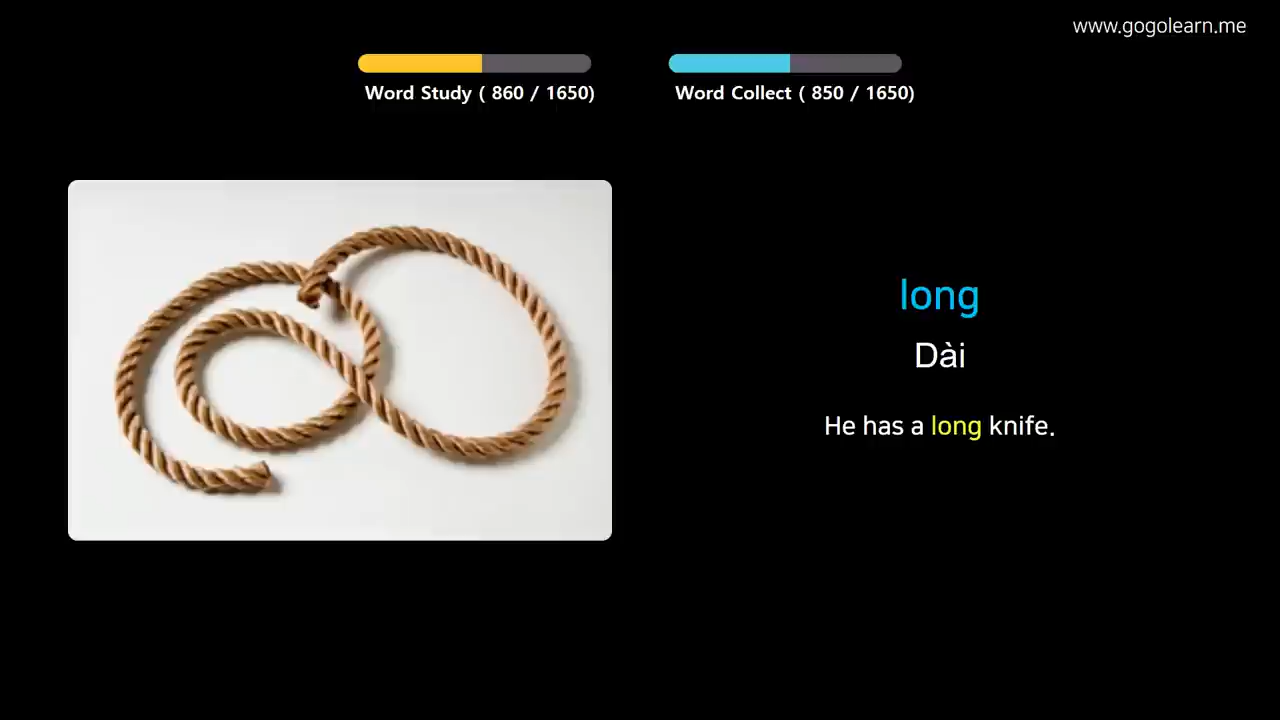 www.gogolearn.me
Word Study ( 860 / 1650)
Word Collect ( 850 / 1650)
long
Dài
He has a long knife.